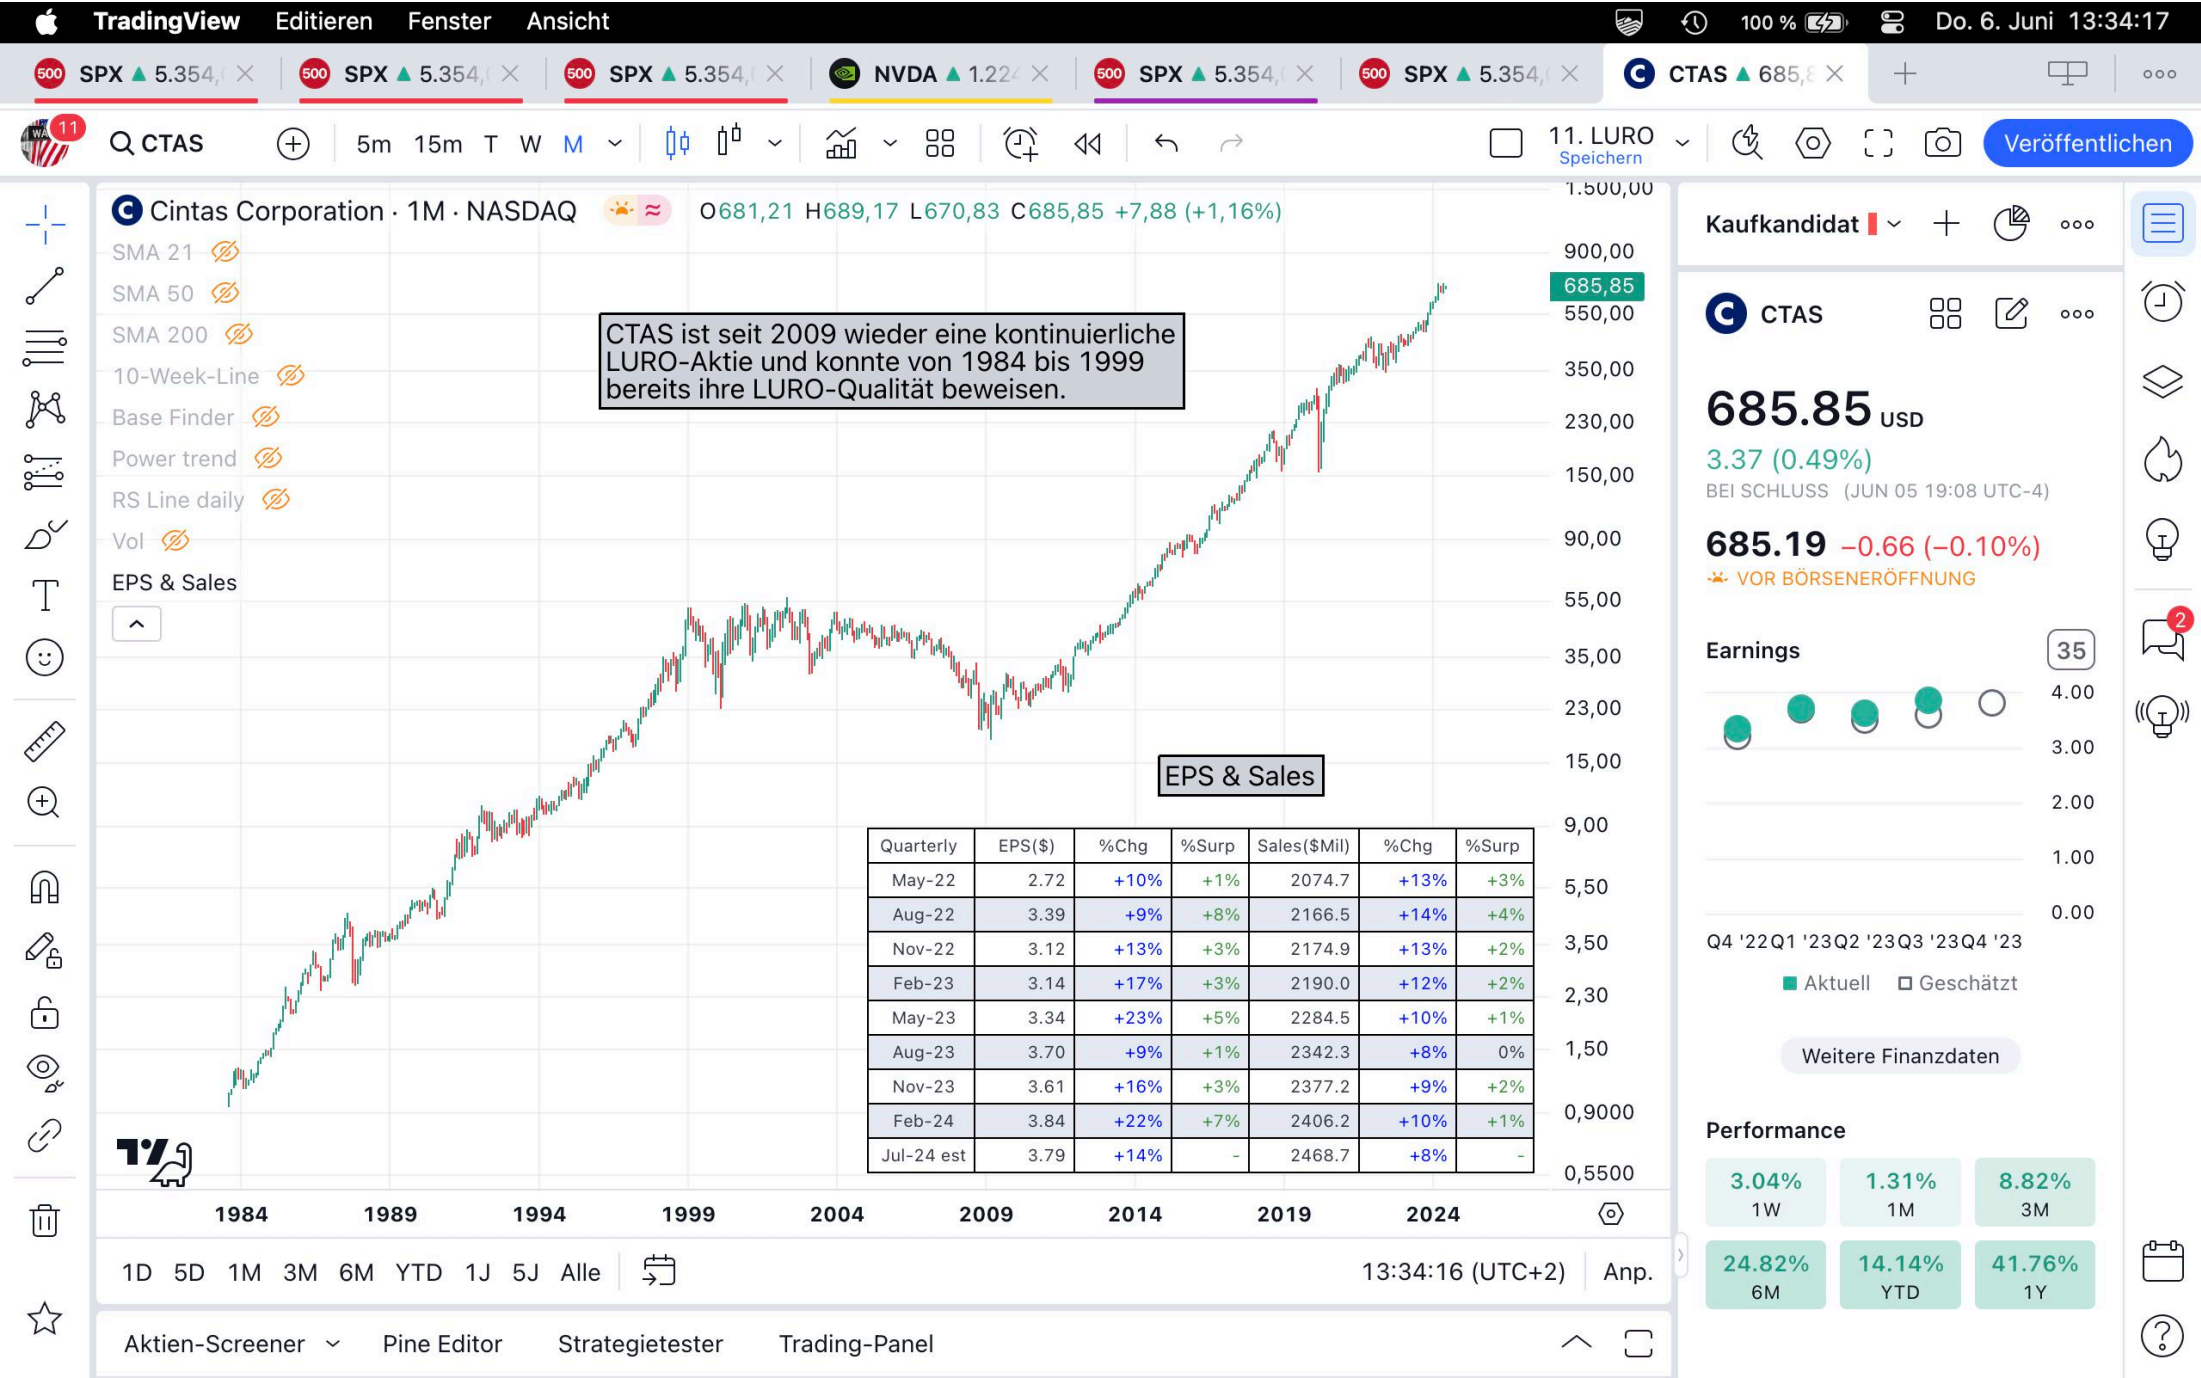 TradingView Editieren Fenster Ansicht 100 % Do. 6. Juni 13:34:17
500 SPX ▲ 5.354, 500 SPX ▲ 5.354, 500 SPX ▲ 5.354, NVDA ▲ 1.224 500 SPX ▲ 5.354, 500 SPX ▲ 5.354, C CTAS ▲ 685,8
WA 11 CTAS 5m 15m T W M 11. LURO Speichern Veröffentlichen
C Cintas Corporation · 1M · NASDAQ O681,21 H689,17 L670,83 C685,85 +7,88 (+1,16%)
SMA 21
SMA 50
SMA 200
10-Week-Line
Base Finder
Power trend
RS Line daily
Vol
EPS & Sales
CTAS ist seit 2009 wieder eine kontinuierliche
LURO-Aktie und konnte von 1984 bis 1999
bereits ihre LURO-Qualität beweisen.
EPS & Sales
Quarterly EPS($) %Chg %Surp Sales($Mil) %Chg %Surp
May-22 2.72 +10% +1% 2074.7 +13% +3%
Aug-22 3.39 +9% +8% 2166.5 +14% +4%
Nov-22 3.12 +13% +3% 2174.9 +13% +2%
Feb-23 3.14 +17% +3% 2190.0 +12% +2%
May-23 3.34 +23% +5% 2284.5 +10% +1%
Aug-23 3.70 +9% +1% 2342.3 +8% 0%
Nov-23 3.61 +16% +3% 2377.2 +9% +2%
Feb-24 3.84 +22% +7% 2406.2 +10% +1%
Jul-24 est 3.79 +14% - 2468.7 +8% -
1.500,00
900,00
685,85
550,00
350,00
230,00
150,00
90,00
55,00
35,00
23,00
15,00
9,00
5,50
3,50
2,30
1,50
0,9000
0,5500
1984 1989 1994 1999 2004 2009 2014 2019 2024
1D 5D 1M 3M 6M YTD 1J 5J Alle 13:34:16 (UTC+2) Anp.
Aktien-Screener Pine Editor Strategietester Trading-Panel
Kaufkandidat
C CTAS
685.85 USD
3.37 (0.49%)
BEI SCHLUSS (JUN 05 19:08 UTC-4)
685.19 −0.66 (−0.10%)
VOR BÖRSENERÖFFNUNG
Earnings 35
4.00
3.00
2.00
1.00
0.00
Q4 '22 Q1 '23 Q2 '23 Q3 '23 Q4 '23
Aktuell Geschätzt
Weitere Finanzdaten
Performance
3.04% 1.31% 8.82%
1W 1M 3M
24.82% 14.14% 41.76%
6M YTD 1Y
2